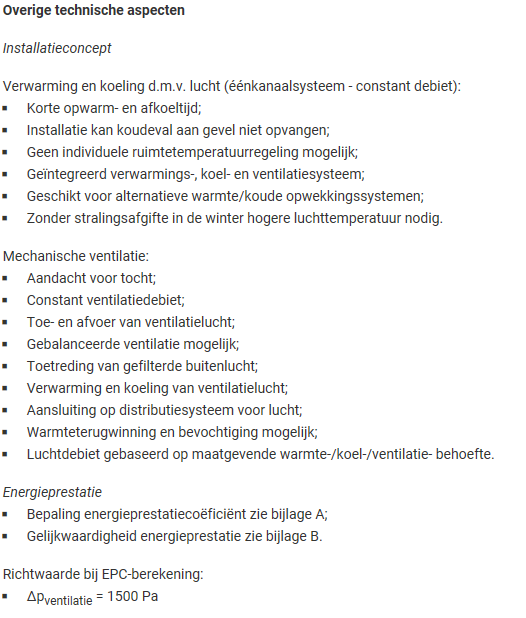 Overige technische aspecten
Installatieconcept
Verwarming en koeling d.m.v. lucht (éénkanaalsysteem - constant debiet):
▪ Korte opwarm- en afkoeltijd;
▪ Installatie kan koudeval aan gevel niet opvangen;
▪ Geen individuele ruimtetemperatuurregeling mogelijk;
▪ Geïntegreerd verwarmings-, koel- en ventilatiesysteem;
▪ Geschikt voor alternatieve warmte/koude opwekkingssystemen;
▪ Zonder stralingsafgifte in de winter hogere luchttemperatuur nodig.
Mechanische ventilatie:
▪ Aandacht voor tocht;
▪ Constant ventilatiedebiet;
▪ Toe- en afvoer van ventilatielucht;
▪ Gebalanceerde ventilatie mogelijk;
▪ Toetreding van gefilterde buitenlucht;
▪ Verwarming en koeling van ventilatielucht;
▪ Aansluiting op distributiesysteem voor lucht;
▪ Warmteterugwinning en bevochtiging mogelijk;
▪ Luchtdebiet gebaseerd op maatgevende warmte-/koel-/ventilatie- behoefte.
Energieprestatie
▪ Bepaling energieprestatiecoëficiënt zie bijlage A;
▪ Gelijkwaardigheid energieprestatie zie bijlage B.
Richtwaarde bij EPC-berekening:
▪ Δpventilatie = 1500 Pa